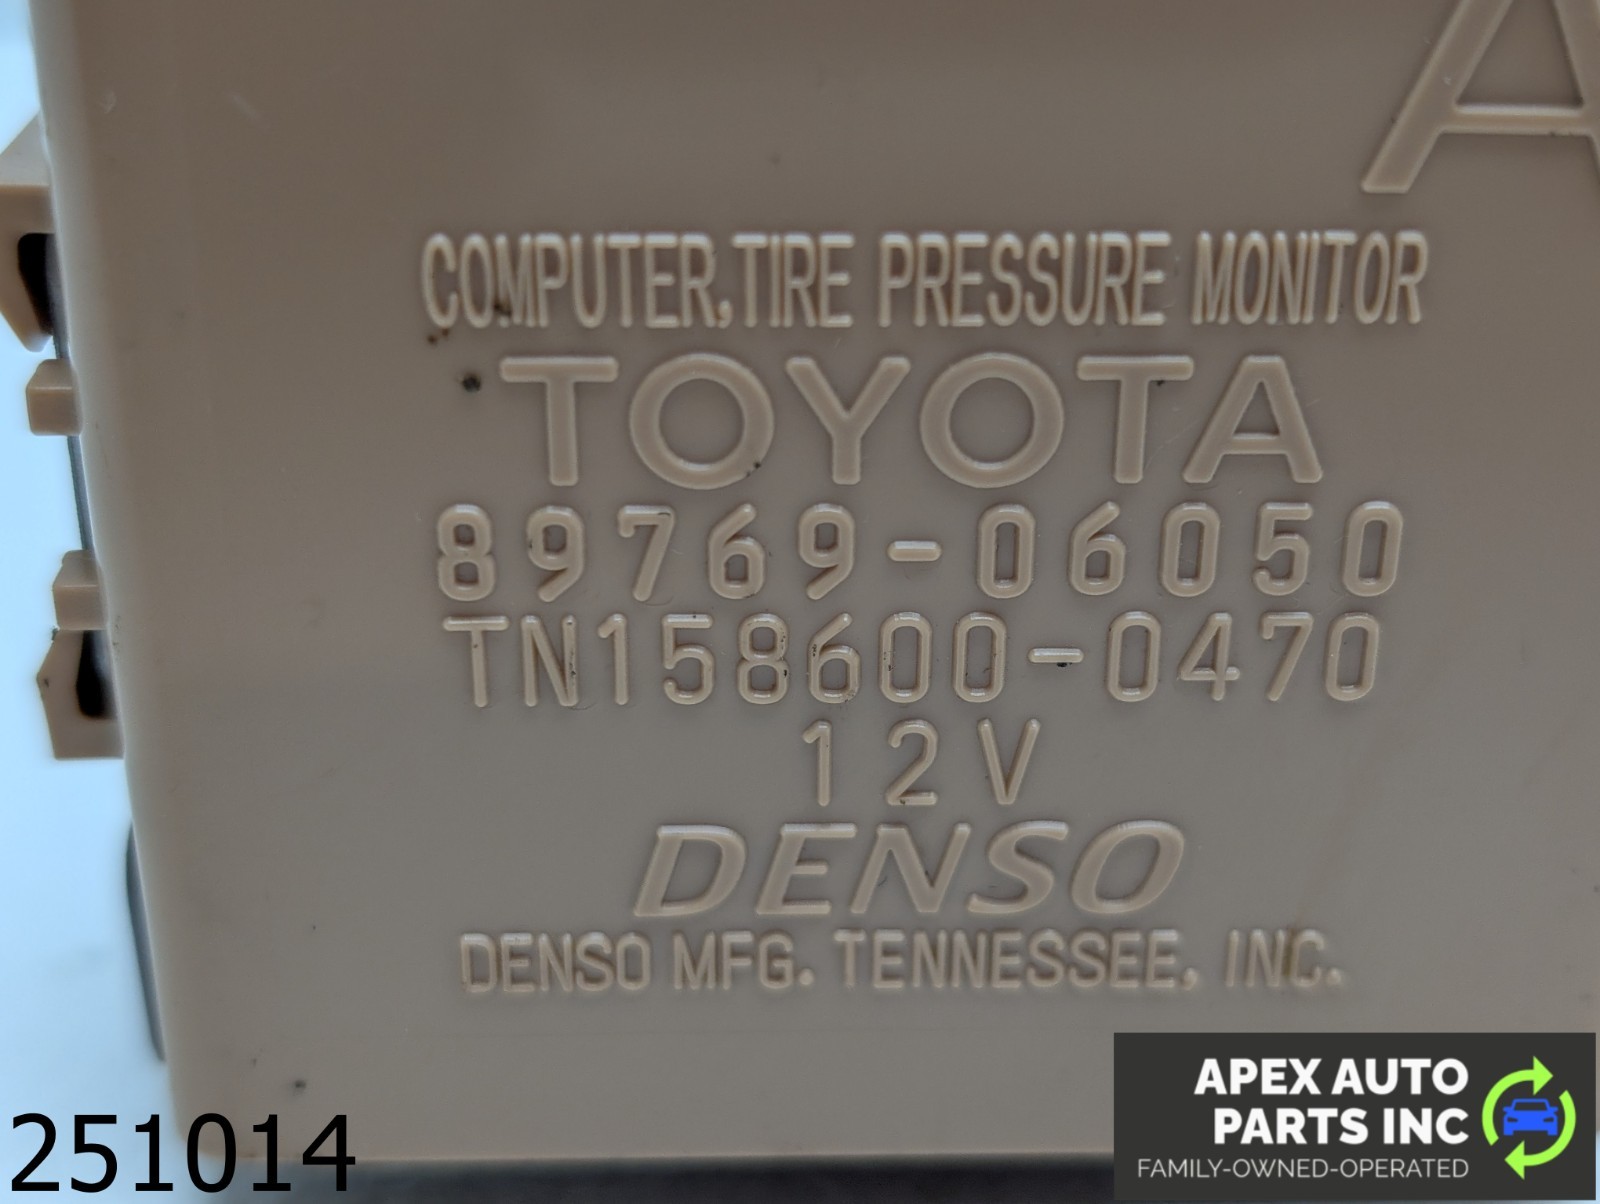 A
COMPUTER,TIRE PRESSURE MONITOR
TOYOTA
89769-06050
TN158600-0470
12V
DENSO
DENSO MFG. TENNESSEE, INC.
251014
APEX AUTO
PARTS INC
FAMILY-OWNED-OPERATED